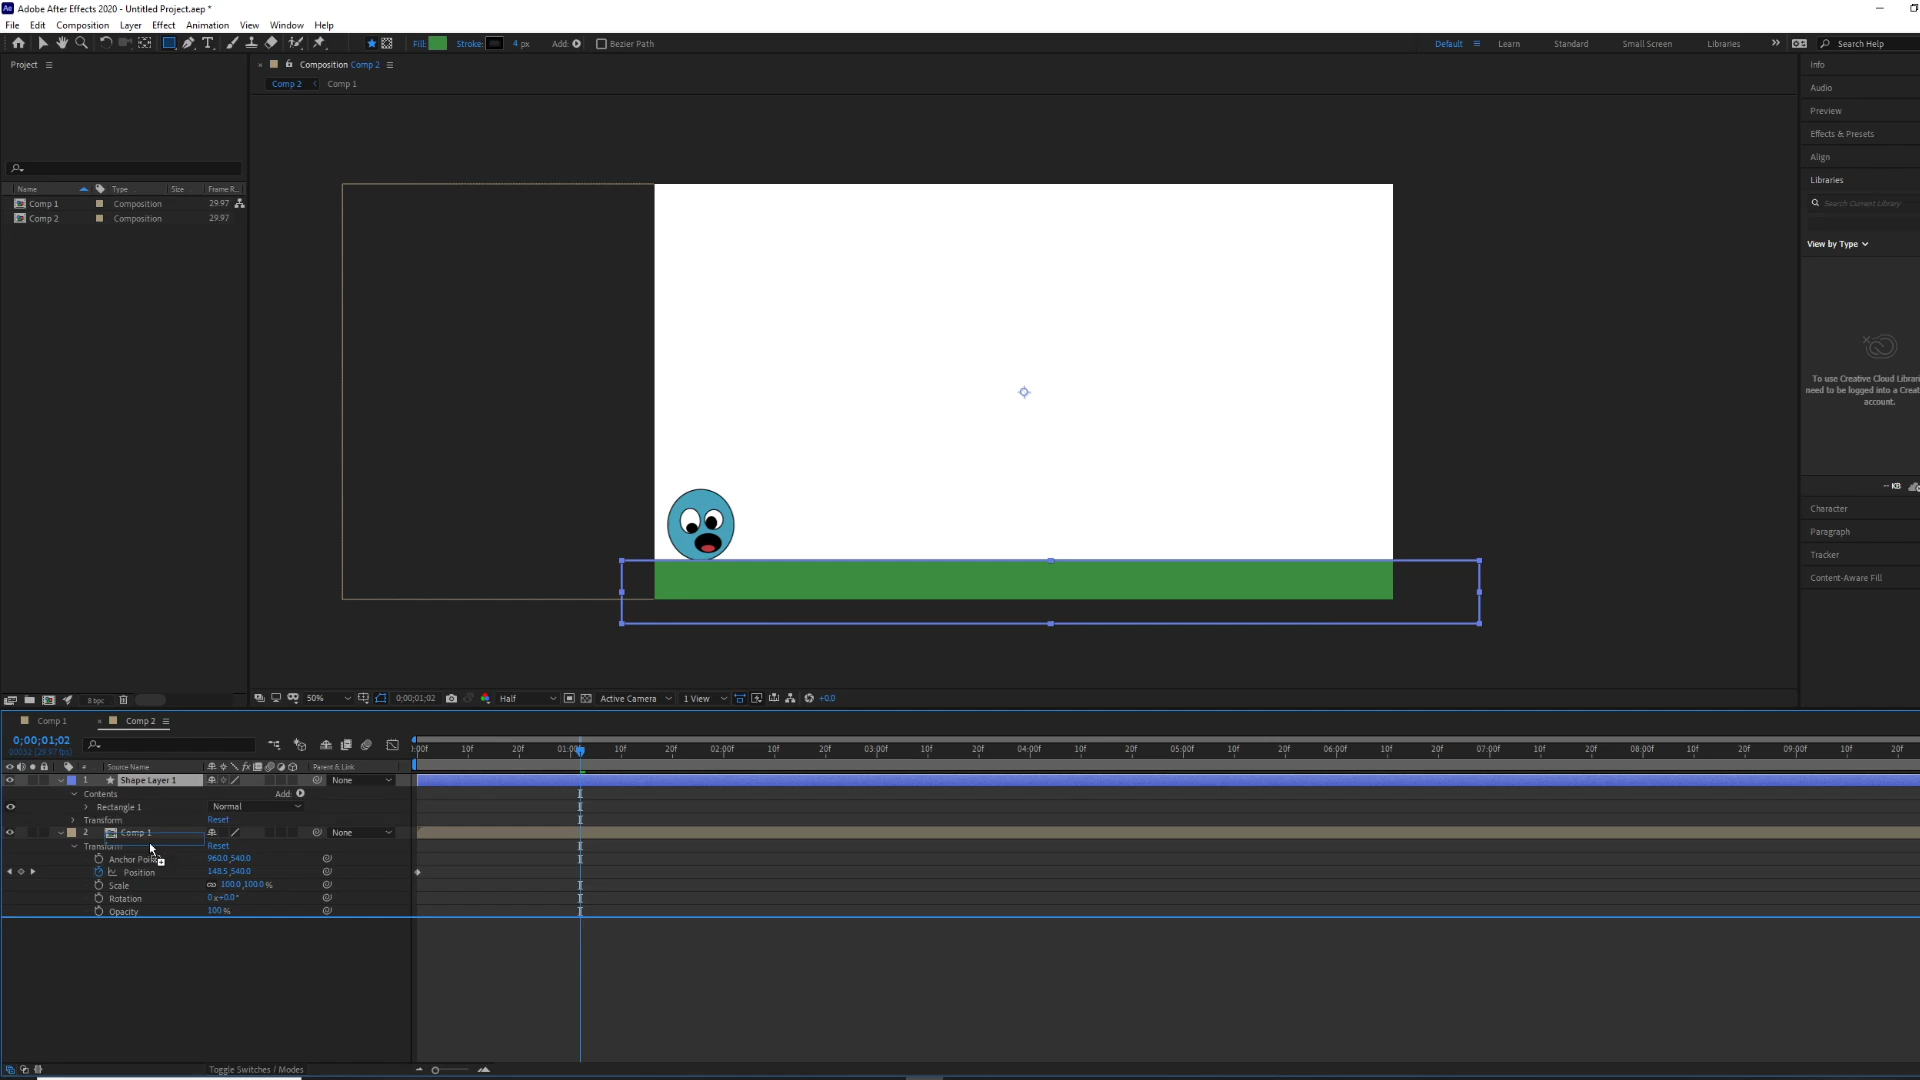 Adobe After Effects 2020 - Untitled Project.aep *
File Edit Composition Layer Effect Animation View Window Help
Fill: Stroke: 4 px Add: Bezier Path Default Learn Standard Small Screen Libraries Search Help
Project
Composition Comp 2
Comp 2 Comp 1
Name Type Size Frame R...
Comp 1 Composition 29.97
Comp 2 Composition 29.97
Info
Audio
Preview
Effects & Presets
Align
Libraries
Search Current Library
View by Type
To use Creative Cloud Librari
need to be logged into a Creat
account.
-- KB
Character
Paragraph
Tracker
Content-Aware Fill
8 bpc
50% 0;00;01;02 Half Active Camera 1 View +0.0
Comp 1 Comp 2
0;00;01;02
00032 (29.97 fps)
:00f 10f 20f 01:00f 10f 20f 02:00f 10f 20f 03:00f 10f 20f 04:00f 10f 20f 05:00f 10f 20f 06:00f 10f 20f 07:00f 10f 20f 08:00f 10f 20f 09:00f 10f 20f
# Source Name Parent & Link
1 Shape Layer 1 None
Contents Add:
Rectangle 1 Normal
Transform Reset
2 Comp 1 None
Transform Reset
Anchor Poi 960.0,540.0
Position 148.5,540.0
Scale 100.0,100.0%
Rotation 0x+0.0°
Opacity 100%
Toggle Switches / Modes